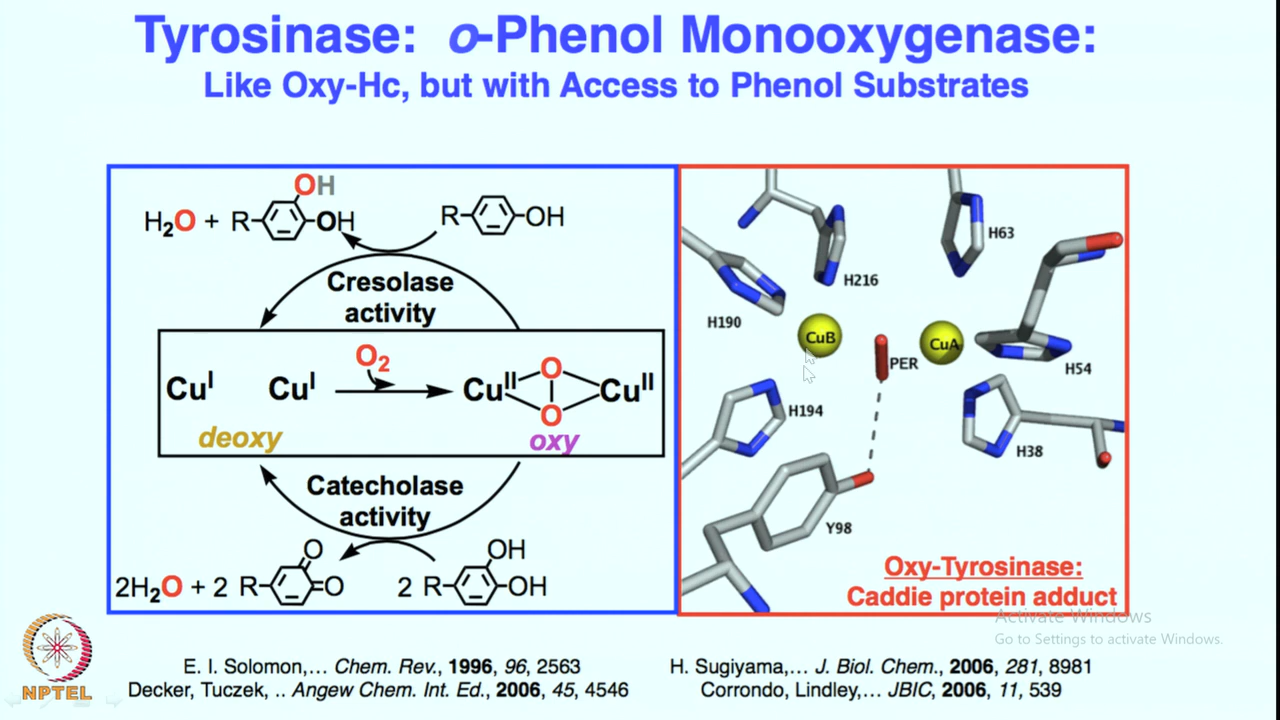 Tyrosinase: o-Phenol Monooxygenase:
Like Oxy-Hc, but with Access to Phenol Substrates
OH
H₂O + R OH
R OH
Cresolase
activity
Cuᴵ Cuᴵ O₂ Cuᴵᴵ O O Cuᴵᴵ
deoxy oxy
Catecholase
activity
2H₂O + 2 R O O
2 R OH OH
H63
H216
H190
CuB
CuA
PER
H54
H194
H38
Y98
Oxy-Tyrosinase:
Caddie protein adduct
Activate Windows
Go to Settings to activate Windows.
E. I. Solomon,... Chem. Rev., 1996, 96, 2563
Decker, Tuczek, .. Angew Chem. Int. Ed., 2006, 45, 4546
H. Sugiyama,... J. Biol. Chem., 2006, 281, 8981
Corrondo, Lindley,... JBIC, 2006, 11, 539
NPTEL